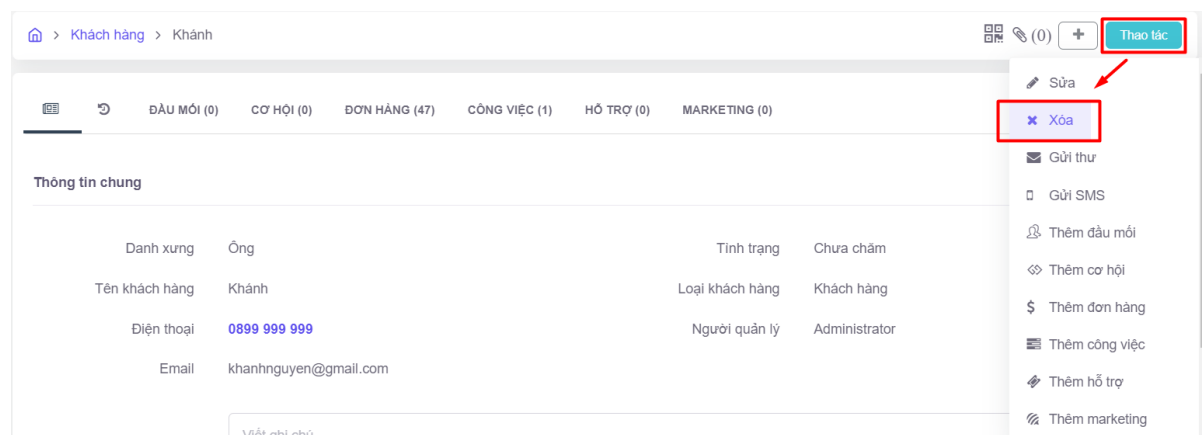 Khách hàng > Khánh (0) + Thao tác
ĐẦU MỐI (0) CƠ HỘI (0) ĐƠN HÀNG (47) CÔNG VIỆC (1) HỖ TRỢ (0) MARKETING (0)
Sửa
Xóa
Gửi thư
Gửi SMS
Thêm đầu mối
Thêm cơ hội
Thêm đơn hàng
Thêm công việc
Thêm hỗ trợ
Thêm marketing
Thông tin chung
Danh xưng Ông Tình trạng Chưa chăm
Tên khách hàng Khánh Loại khách hàng Khách hàng
Điện thoại 0899 999 999 Người quản lý Administrator
Email khanhnguyen@gmail.com
Viết ghi chú